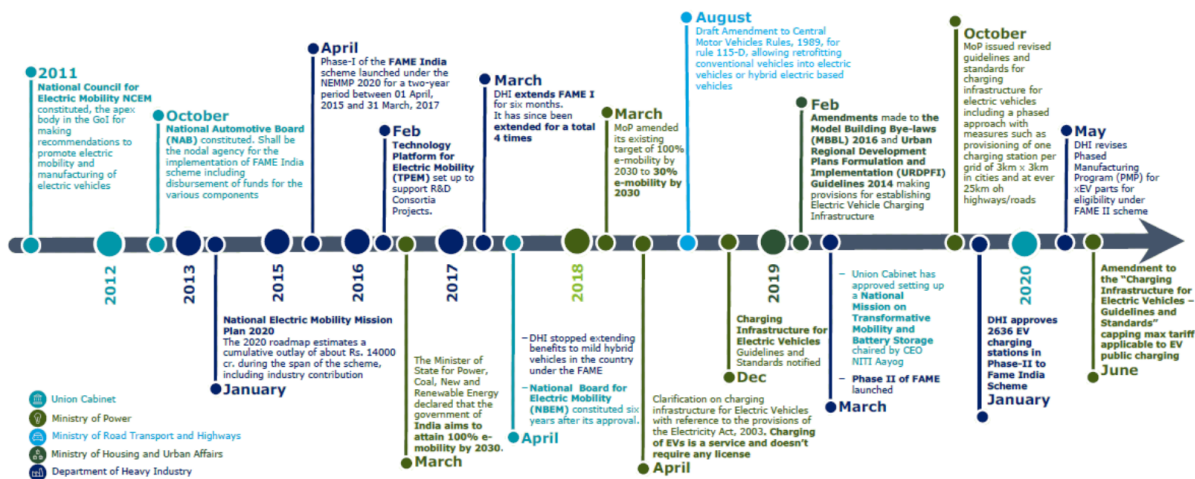 2011
National Council for
Electric Mobility NCEM
constituted, the apex
body in the GoI for
making
recommendations to
promote electric
mobility and
manufacturing of
electric vehicles
October
National Automotive Board
(NAB) constituted. Shall be
the nodal agency for the
implementation of FAME India
scheme including
disbursement of funds for the
various components
April
Phase-I of the FAME India
scheme launched under the
NEMMP 2020 for a two-year
period between 01 April,
2015 and 31 March, 2017
Feb
Technology
Platform for
Electric Mobility
(TPEM) set up to
support R&D
Consortia
Projects.
March
DHI extends FAME I
for six months.
It has since been
extended for a total
4 times
March
MoP amended
its existing
target of 100%
e-mobility by
2030 to 30%
e-mobility by
2030
August
Draft Amendment to Central
Motor Vehicles Rules, 1989, for
rule 115-D, allowing retrofitting
conventional vehicles into electric
vehicles or hybrid electric based
vehicles
Feb
Amendments made to the
Model Building Bye-laws
(MBBL) 2016 and Urban
Regional Development
Plans Formulation and
Implementation (URDPFI)
Guidelines 2014 making
provisions for establishing
Electric Vehicle Charging
Infrastructure
October
MoP issued revised
guidelines and
standards for
charging
infrastructure for
electric vehicles
including a phased
approach with
measures such as
provisioning of one
charging station per
grid of 3km x 3km
in cities and at ever
25km oh
highways/roads
May
DHI revises
Phased
Manufacturing
Program (PMP) for
xEV parts for
eligibility under
FAME II scheme
2012
2013
2015
2016
2017
2018
2019
2020
National Electric Mobility Mission
Plan 2020
The 2020 roadmap estimates a
cumulative outlay of about Rs. 14000
cr. during the span of the scheme,
including industry contribution
January
The Minister of
State for Power,
Coal, New and
Renewable Energy
declared that the
government of
India aims to
attain 100% e-
mobility by 2030.
March
– DHI stopped extending
benefits to mild hybrid
vehicles in the country
under the FAME
– National Board for
Electric Mobility
(NBEM) constituted six
years after its approval.
April
Clarification on charging
infrastructure for Electric Vehicles
with reference to the provisions of
the Electricity Act, 2003. Charging
of EVs is a service and doesn't
require any license
April
Charging
Infrastructure for
Electric Vehicles
Guidelines and
Standards notified
Dec
– Union Cabinet has
approved setting up
a National
Mission on
Transformative
Mobility and
Battery Storage
chaired by CEO
NITI Aayog
– Phase II of FAME
launched
March
DHI approves
2636 EV
charging
stations in
Phase-II to
Fame India
Scheme
January
Amendment to
the "Charging
Infrastructure for
Electric Vehicles –
Guidelines and
Standards"
capping max tariff
applicable to EV
public charging
June
Union Cabinet
Ministry of Power
Ministry of Road Transport and Highways
Ministry of Housing and Urban Affairs
Department of Heavy Industry